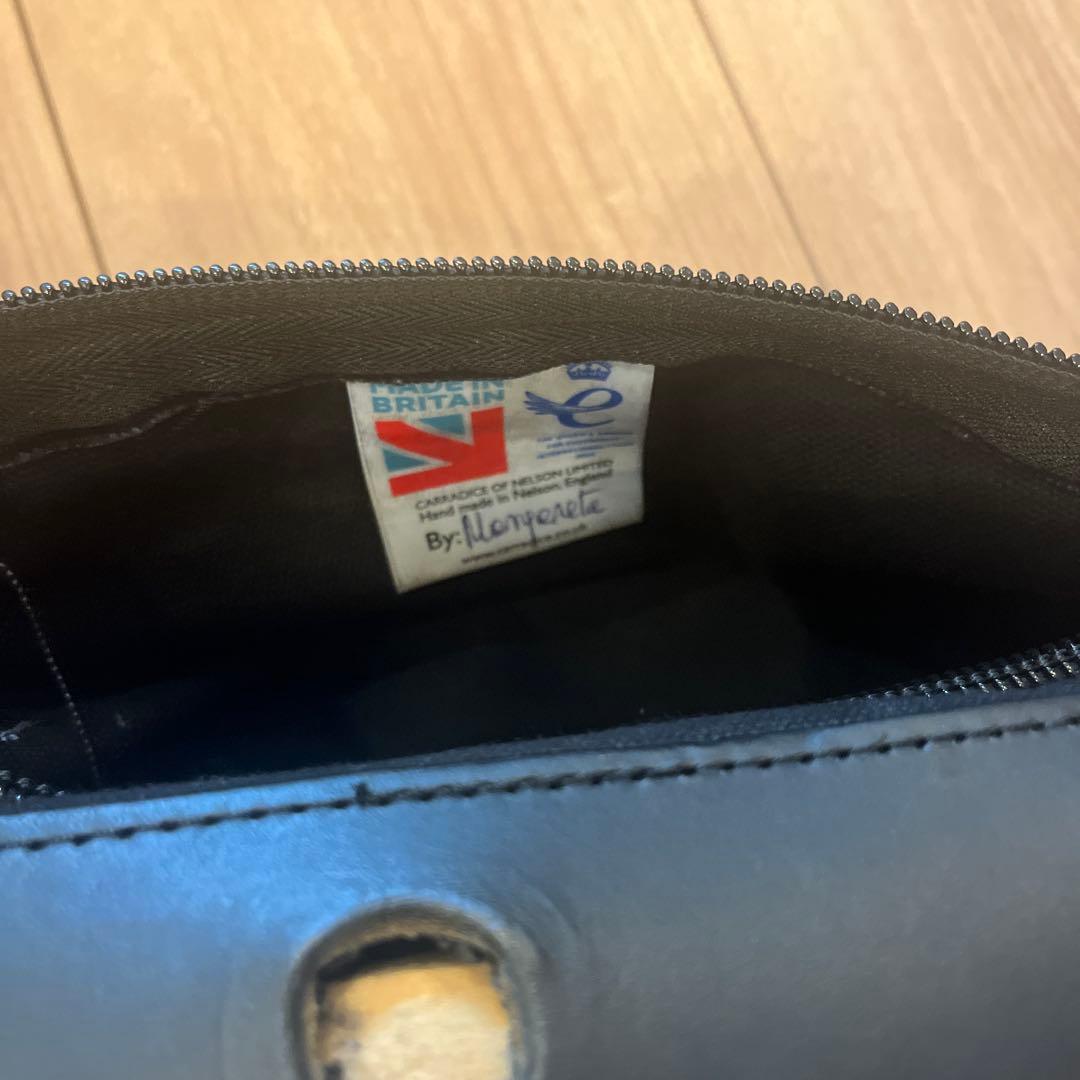 MADE IN
BRITAIN
CARRADICE OF NELSON LIMITED
Hand made in Nelson, England
By: Margareta